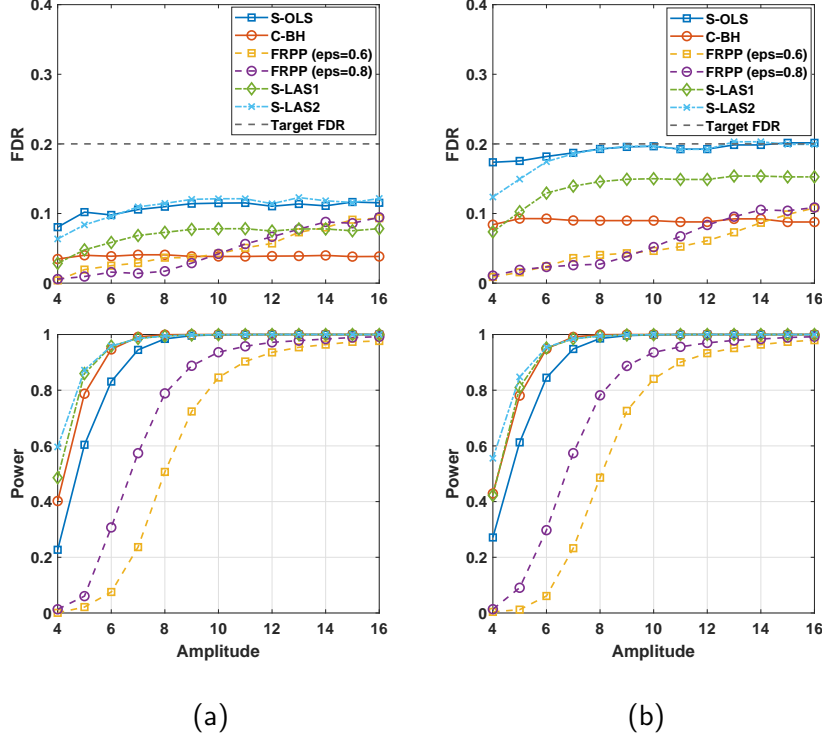 0.4
0.3
0.2
0.1
0
FDR
4 6 8 10 12 14 16
S-OLS
C-BH
FRPP (eps=0.6)
FRPP (eps=0.8)
S-LAS1
S-LAS2
Target FDR
0.4
0.3
0.2
0.1
0
FDR
4 6 8 10 12 14 16
S-OLS
C-BH
FRPP (eps=0.6)
FRPP (eps=0.8)
S-LAS1
S-LAS2
Target FDR
1
0.8
0.6
0.4
0.2
0
Power
4 6 8 10 12 14 16
Amplitude
1
0.8
0.6
0.4
0.2
0
Power
4 6 8 10 12 14 16
Amplitude
(a)
(b)